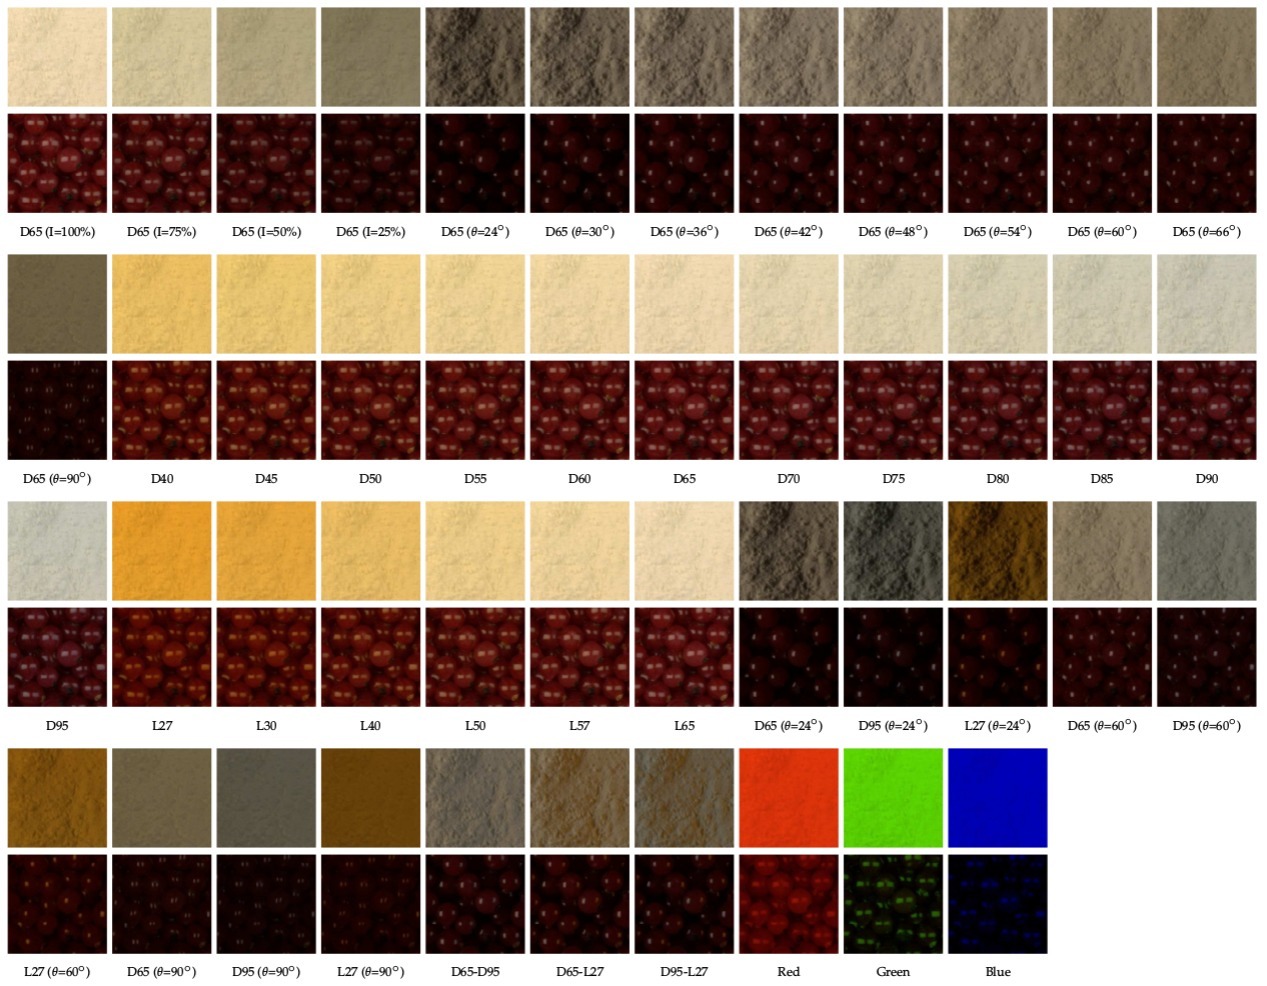 D65 (I=100%) D65 (I=75%) D65 (I=50%) D65 (I=25%) D65 (θ=24°) D65 (θ=30°) D65 (θ=36°) D65 (θ=42°) D65 (θ=48°) D65 (θ=54°) D65 (θ=60°) D65 (θ=66°)
D65 (θ=90°) D40 D45 D50 D55 D60 D65 D70 D75 D80 D85 D90
D95 L27 L30 L40 L50 L57 L65 D65 (θ=24°) D95 (θ=24°) L27 (θ=24°) D65 (θ=60°) D95 (θ=60°)
L27 (θ=60°) D65 (θ=90°) D95 (θ=90°) L27 (θ=90°) D65-D95 D65-L27 D95-L27 Red Green Blue